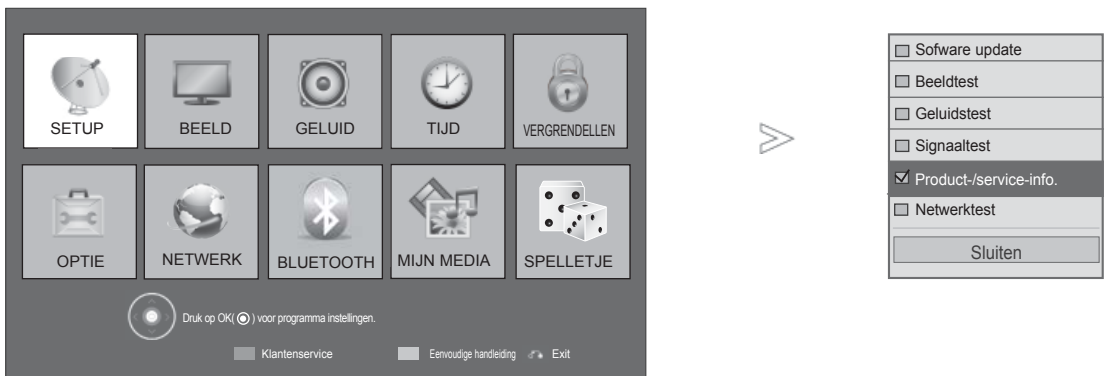 SETUP
BEELD
GELUID
TIJD
VERGRENDELLEN
OPTIE
NETWERK
BLUETOOTH
MIJN MEDIA
SPELLETJE
Druk op OK( ) voor programma instellingen.
Klantenservice
Eenvoudige handleiding
Exit
Sofware update
Beeldtest
Geluidstest
Signaaltest
Product-/service-info.
Netwerktest
Sluiten